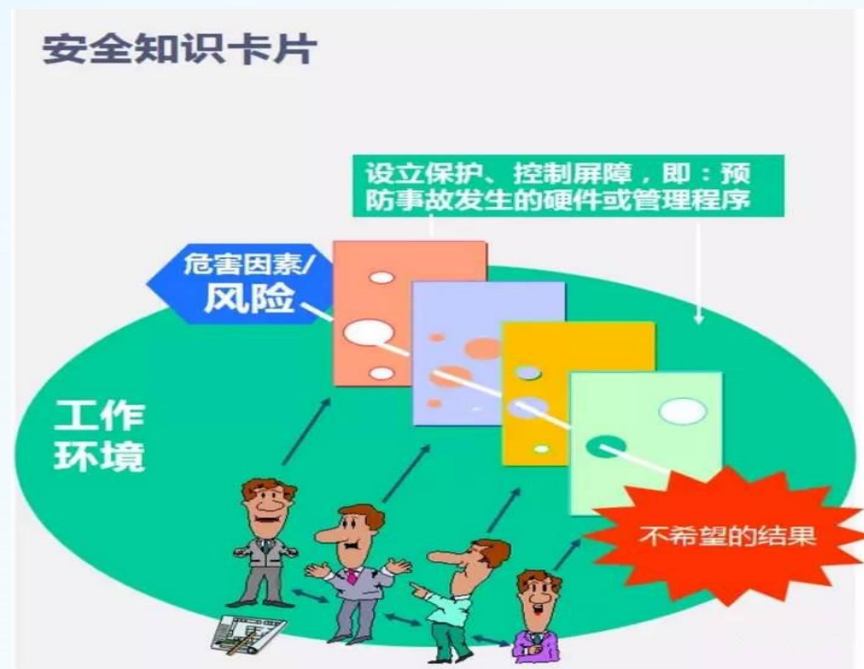 安全知识卡片
设立保护、控制屏障，即：预
防事故发生的硬件或管理程序
危害因素/
风险
工作
环境
不希望的结果